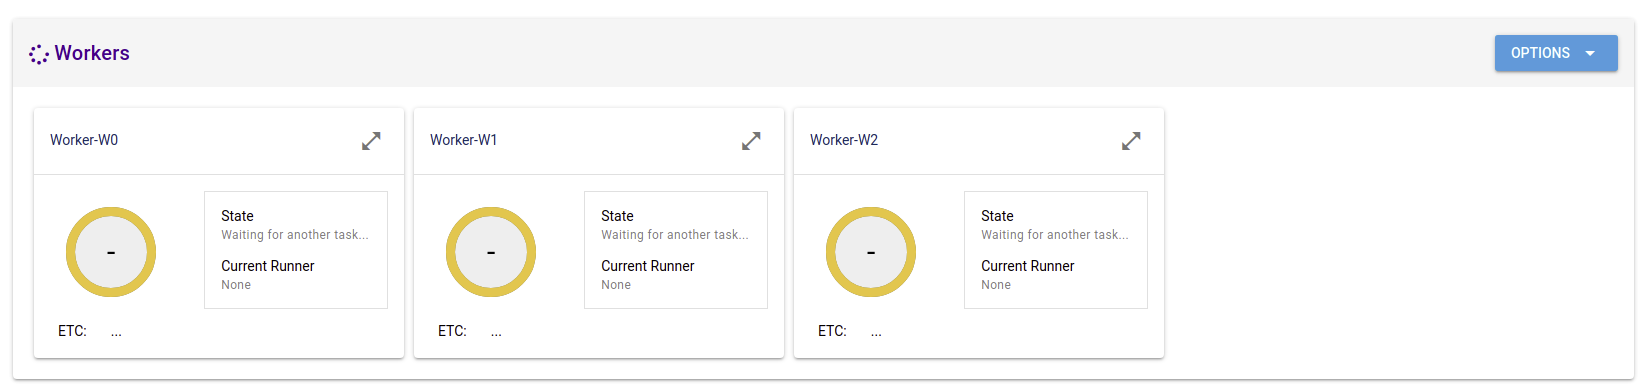 Workers
OPTIONS
Worker-W0
-
State
Waiting for another task...
Current Runner
None
ETC: ...
Worker-W1
-
State
Waiting for another task...
Current Runner
None
ETC: ...
Worker-W2
-
State
Waiting for another task...
Current Runner
None
ETC: ...